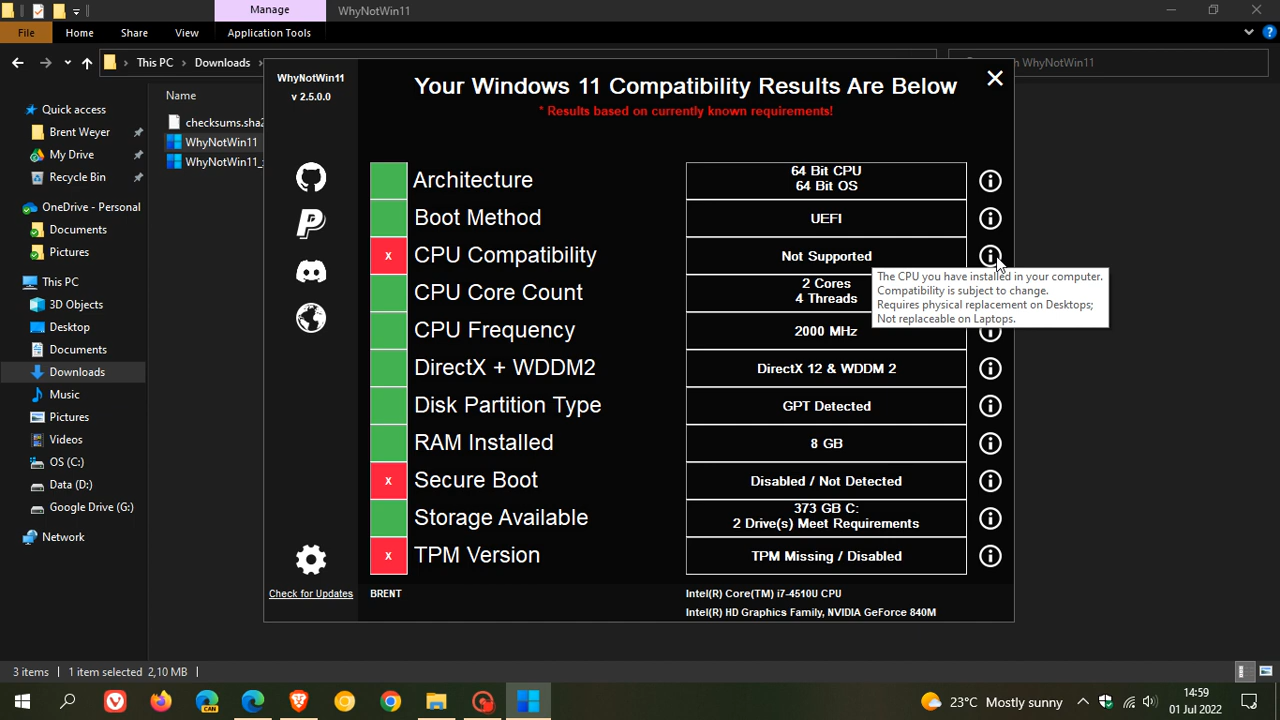 Manage
WhyNotWin11
File
Home
Share
View
Application Tools
This PC
Downloads
WhyNotWin11
Name
checksums.sha2
WhyNotWin11
WhyNotWin11_
Quick access
Brent Weyer
My Drive
Recycle Bin
OneDrive - Personal
Documents
Pictures
This PC
3D Objects
Desktop
Documents
Downloads
Music
Pictures
Videos
OS (C:)
Data (D:)
Google Drive (G:)
Network
WhyNotWin11
v 2.5.0.0
Check for Updates
Your Windows 11 Compatibility Results Are Below
* Results based on currently known requirements!
Architecture
64 Bit CPU
64 Bit OS
Boot Method
UEFI
X
CPU Compatibility
Not Supported
The CPU you have installed in your computer.
Compatibility is subject to change.
Requires physical replacement on Desktops;
Not replaceable on Laptops.
CPU Core Count
2 Cores
4 Threads
CPU Frequency
2000 MHz
DirectX + WDDM2
DirectX 12 & WDDM 2
Disk Partition Type
GPT Detected
RAM Installed
8 GB
X
Secure Boot
Disabled / Not Detected
Storage Available
373 GB C:
2 Drive(s) Meet Requirements
X
TPM Version
TPM Missing / Disabled
BRENT
Intel(R) Core(TM) i7-4510U CPU
Intel(R) HD Graphics Family, NVIDIA GeForce 840M
3 items
1 item selected 2,10 MB
CAN
23°C Mostly sunny
14:59
01 Jul 2022